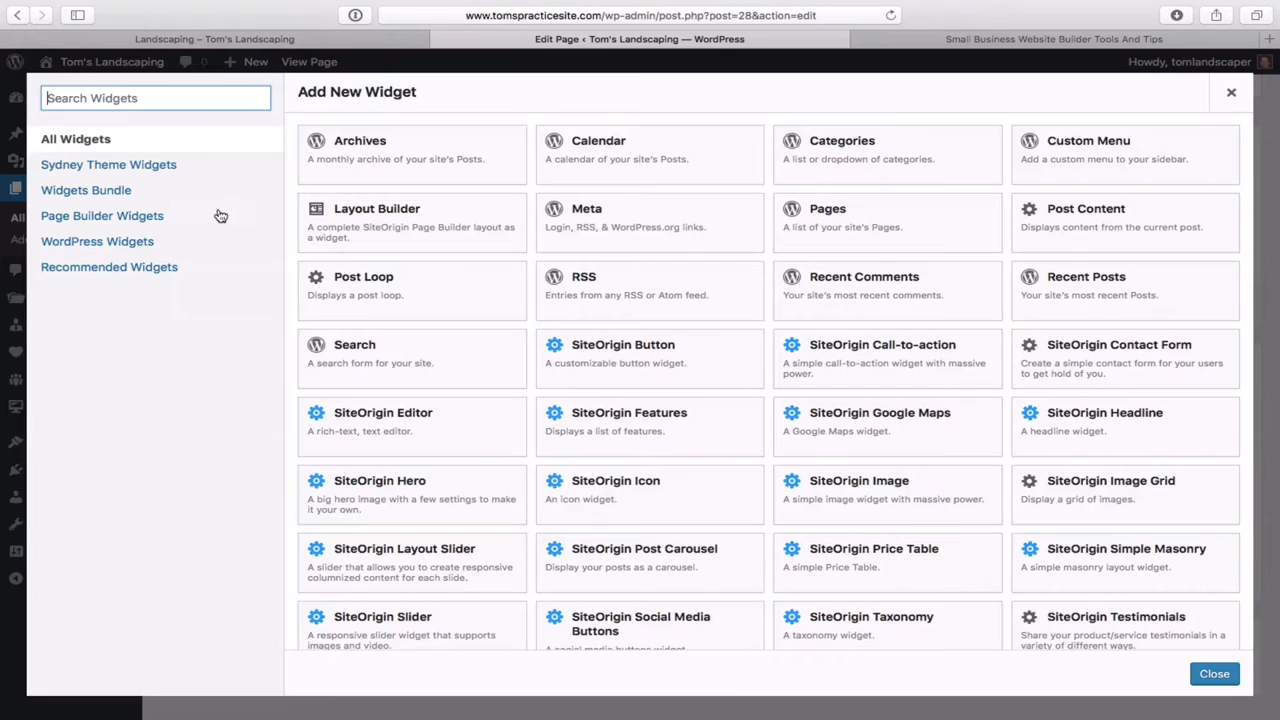 www.tomspracticesite.com/wp-admin/post.php?post=28&action=edit
Landscaping – Tom's Landscaping
Edit Page ‹ Tom's Landscaping — WordPress
Small Business Website Builder Tools And Tips
Tom's Landscaping
0
New
View Page
Howdy, tomlandscaper
Search Widgets
All Widgets
Sydney Theme Widgets
Widgets Bundle
Page Builder Widgets
WordPress Widgets
Recommended Widgets
Add New Widget
Archives
A monthly archive of your site's Posts.
Calendar
A calendar of your site's Posts.
Categories
A list or dropdown of categories.
Custom Menu
Add a custom menu to your sidebar.
Layout Builder
A complete SiteOrigin Page Builder layout as
a widget.
Meta
Login, RSS, & WordPress.org links.
Pages
A list of your site's Pages.
Post Content
Displays content from the current post.
Post Loop
Displays a post loop.
RSS
Entries from any RSS or Atom feed.
Recent Comments
Your site's most recent comments.
Recent Posts
Your site's most recent Posts.
Search
A search form for your site.
SiteOrigin Button
A customizable button widget.
SiteOrigin Call-to-action
A simple call-to-action widget with massive
power.
SiteOrigin Contact Form
Create a simple contact form for your users
to get hold of you.
SiteOrigin Editor
A rich-text, text editor.
SiteOrigin Features
Displays a list of features.
SiteOrigin Google Maps
A Google Maps widget.
SiteOrigin Headline
A headline widget.
SiteOrigin Hero
A big hero image with a few settings to make
it your own.
SiteOrigin Icon
An icon widget.
SiteOrigin Image
A simple image widget with massive power.
SiteOrigin Image Grid
Display a grid of images.
SiteOrigin Layout Slider
A slider that allows you to create responsive
columnized content for each slide.
SiteOrigin Post Carousel
Display your posts as a carousel.
SiteOrigin Price Table
A simple Price Table.
SiteOrigin Simple Masonry
A simple masonry layout widget.
SiteOrigin Slider
A responsive slider widget that supports
images and video.
SiteOrigin Social Media
Buttons
A social media buttons widget.
SiteOrigin Taxonomy
A taxonomy widget.
SiteOrigin Testimonials
Share your product/service testimonials in a
variety of different ways.
Close
All
Ad